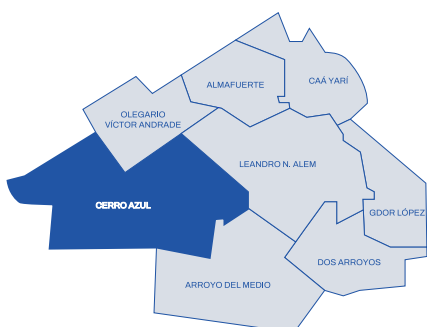 CAÁ YARÍ
ALMAFUERTE
OLEGARIO
VÍCTOR ANDRADE
LEANDRO N. ALEM
CERRO AZUL
GDOR LÓPEZ
DOS ARROYOS
ARROYO DEL MEDIO